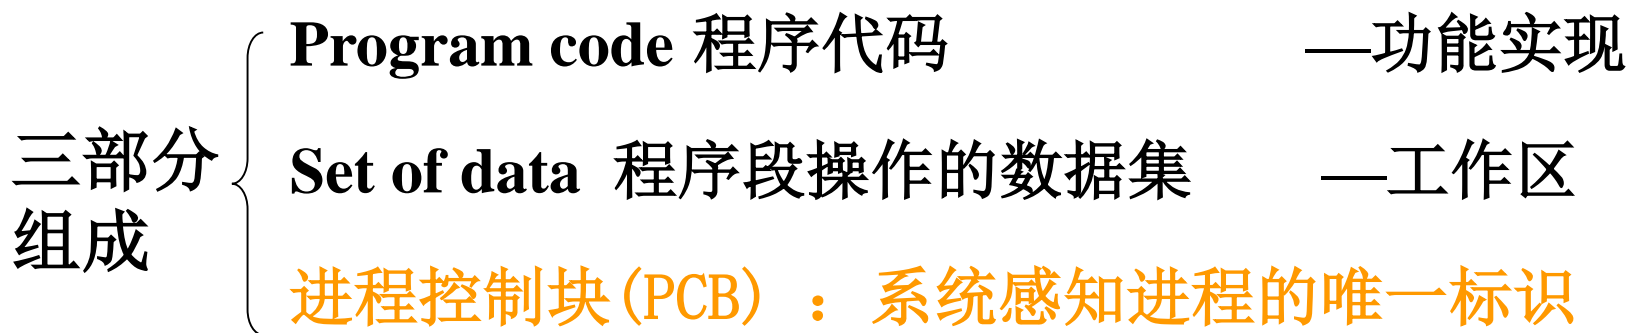 三部分
组成
Program code 程序代码 —功能实现
Set of data 程序段操作的数据集 —工作区
进程控制块(PCB) ：系统感知进程的唯一标识